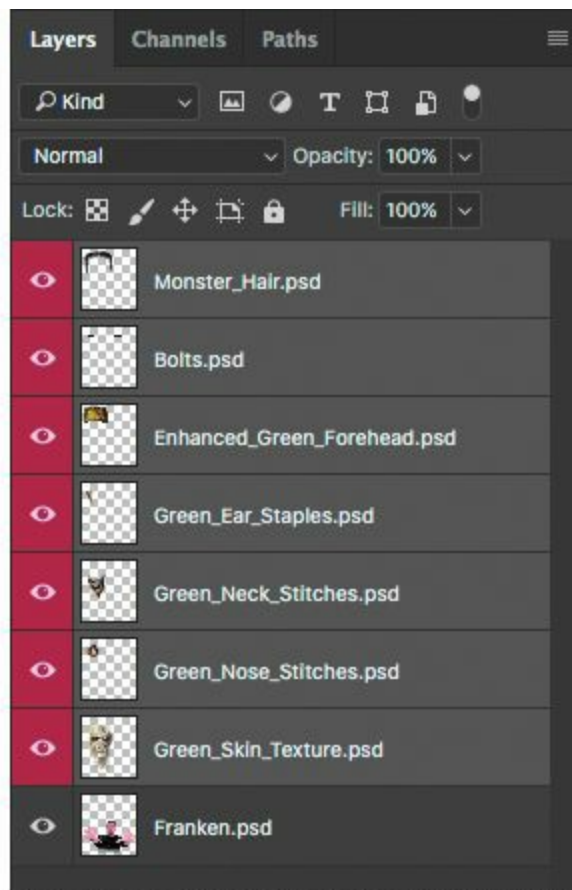 Layers Channels Paths
Kind T
Normal Opacity: 100%
Lock: Fill: 100%
Monster_Hair.psd
Bolts.psd
Enhanced_Green_Forehead.psd
Green_Ear_Staples.psd
Green_Neck_Stitches.psd
Green_Nose_Stitches.psd
Green_Skin_Texture.psd
Franken.psd